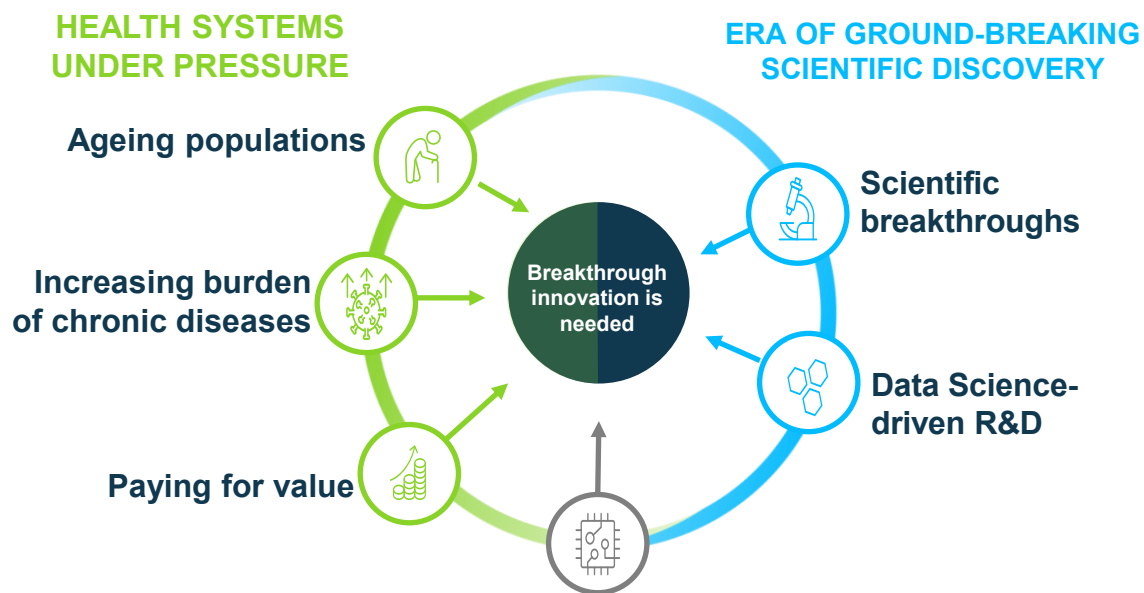 HEALTH SYSTEMS
UNDER PRESSURE
ERA OF GROUND-BREAKING
SCIENTIFIC DISCOVERY
Ageing populations
Increasing burden
of chronic diseases
Paying for value
Breakthrough
innovation is
needed
Scientific
breakthroughs
Data Science-
driven R&D